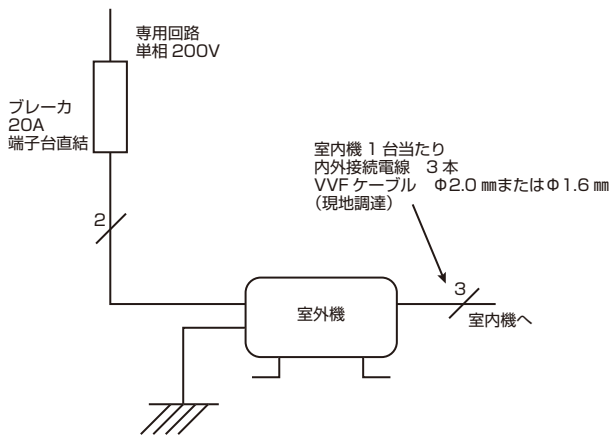 専用回路
単相 200V
ブレーカ
20A
端子台直結
室内機 1 台当たり
内外接続電線　3 本
VVF ケーブル　Φ2.0 ㎜またはΦ1.6 ㎜
（現地調達）
2
3
室外機
室内機へ